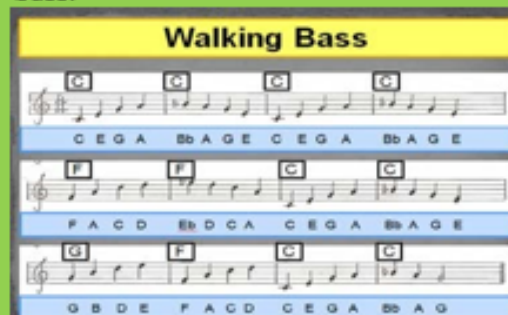 Walking Bass
C C C C
C E G A Bb A G E C E G A Bb A G E
F F C C
F A C D Eb D C A C E G A Bb A G E
G F C C
G B D E F A C D C E G A Bb A G